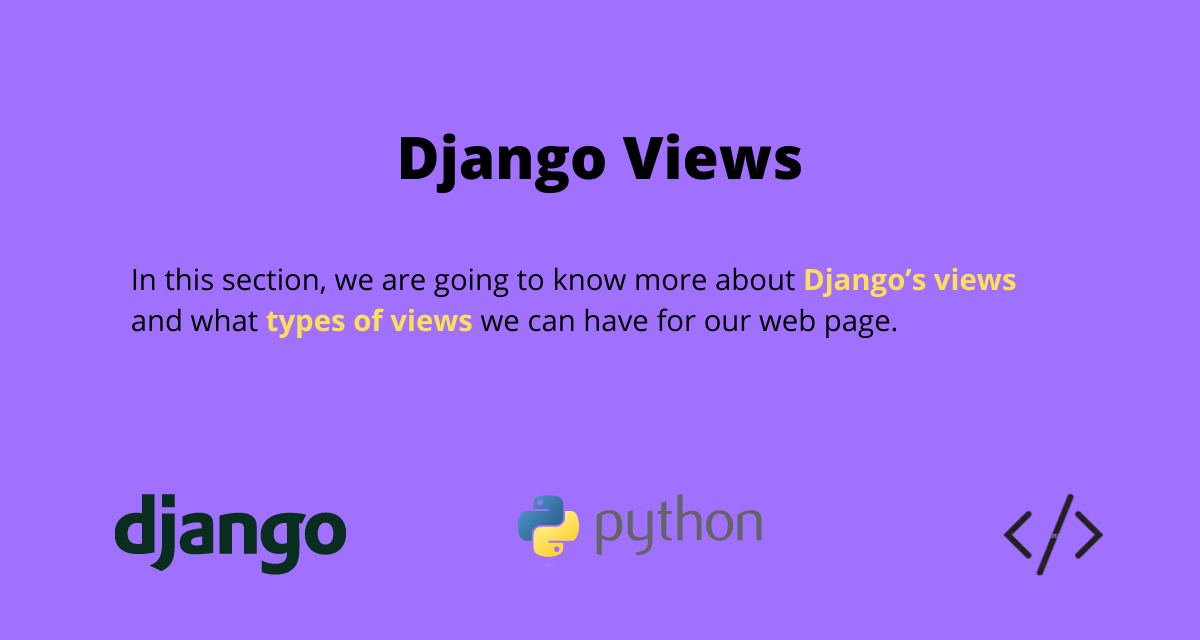 Django Views
In this section, we are going to know more about Django’s views
and what types of views we can have for our web page.
django
python
</>